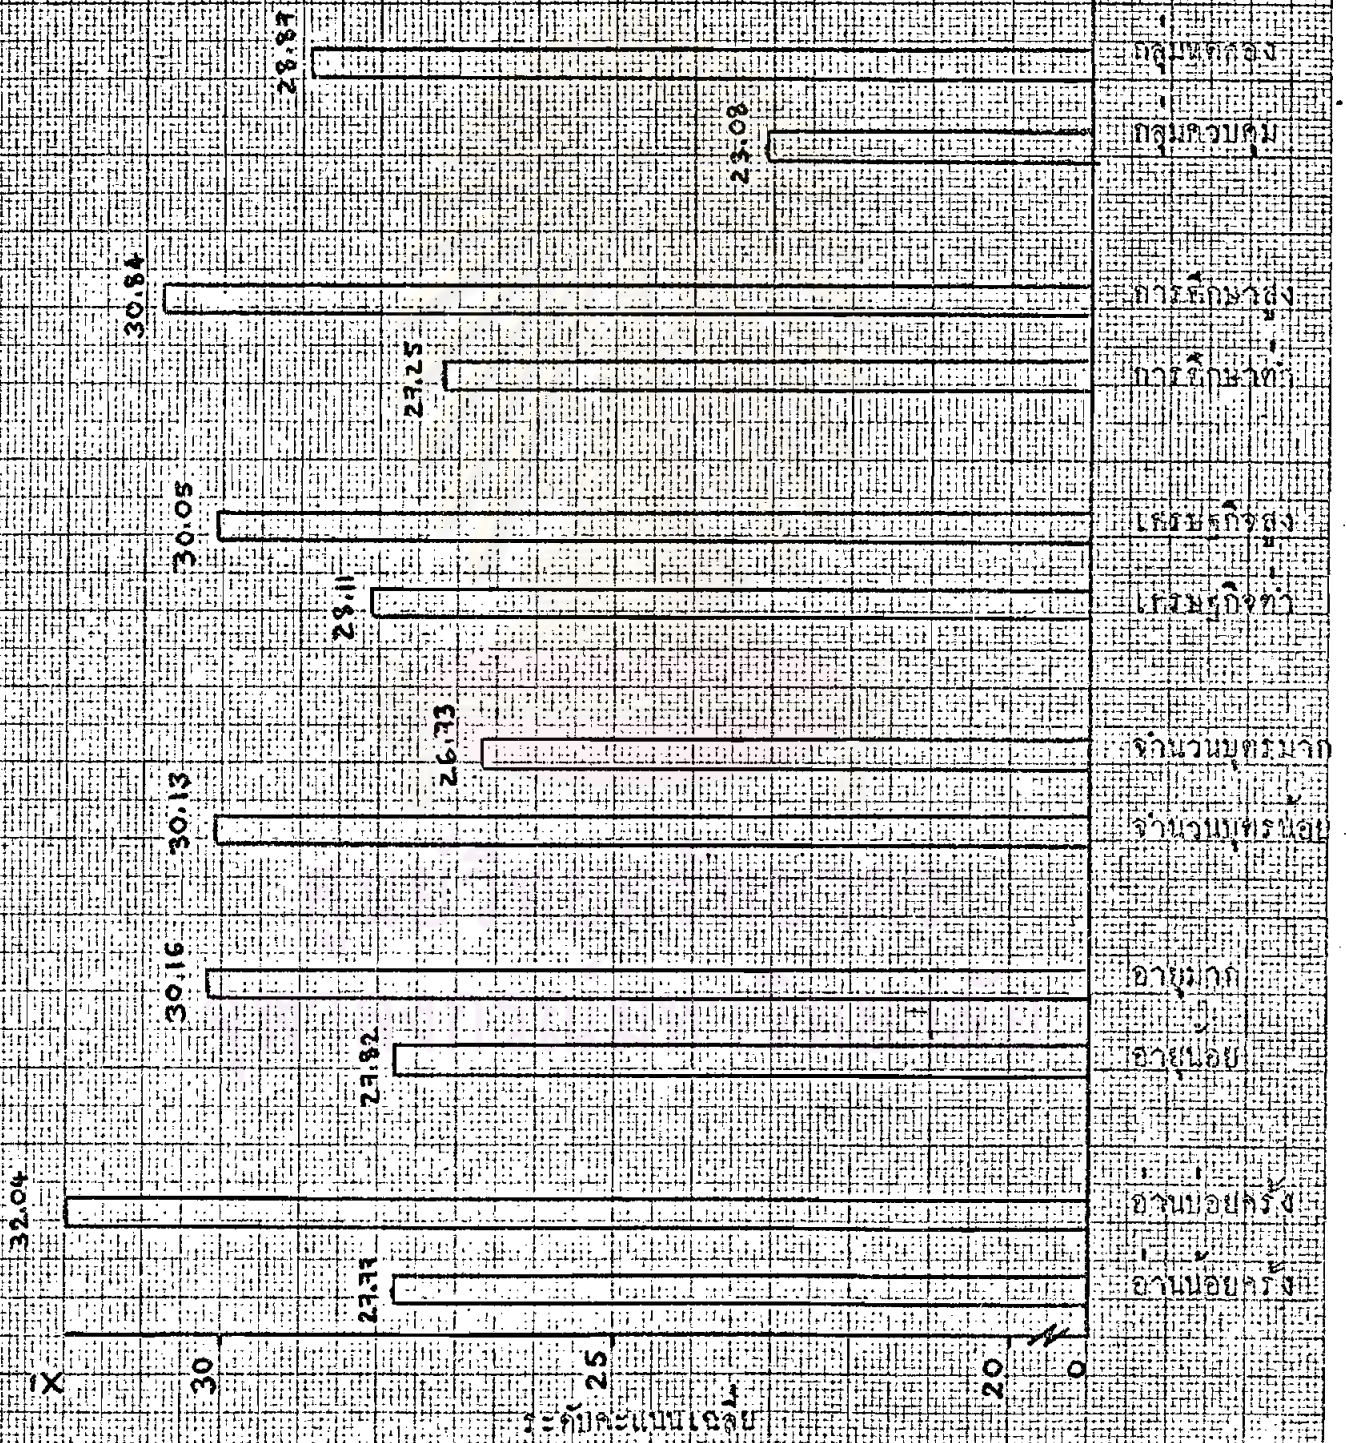 28.87
กลุ่มทดลอง
23.08
กลุ่มควบคุม
30.84
การศึกษาสูง
27.25
การศึกษาต่ำ
30.05
เศรษฐกิจสูง
28.11
เศรษฐกิจต่ำ
26.73
จำนวนบุตรมาก
30.13
จำนวนบุตรน้อย
30.16
อายุมาก
27.82
อายุน้อย
32.04
อ่านบ่อยครั้ง
27.77
อ่านน้อยครั้ง
X̄
30
25
20
0
ระดับคะแนนเฉลี่ย